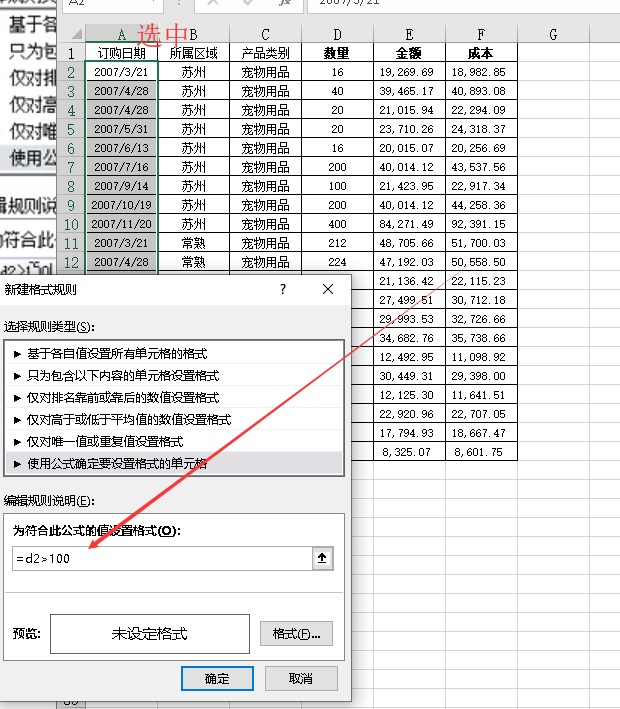 A2
2007/3/21
基于各
只为包
仅对排
仅对高
仅对唯
使用公
辑规则说
为符合此
选中
A B C D E F G
1 订购日期 所属区域 产品类别 数量 金额 成本
2 2007/3/21 苏州 宠物用品 16 19,269.69 18,982.85
3 2007/4/28 苏州 宠物用品 40 39,465.17 40,893.08
4 2007/4/28 苏州 宠物用品 20 21,015.94 22,294.09
5 2007/5/31 苏州 宠物用品 20 23,710.26 24,318.37
6 2007/6/13 苏州 宠物用品 16 20,015.07 20,256.69
7 2007/7/16 苏州 宠物用品 200 40,014.12 43,537.56
8 2007/9/14 苏州 宠物用品 100 21,423.95 22,917.34
9 2007/10/19 苏州 宠物用品 200 40,014.12 44,258.36
10 2007/11/20 苏州 宠物用品 400 84,271.49 92,391.15
11 2007/3/21 常熟 宠物用品 212 48,705.66 51,700.03
12 2007/4/28 常熟 宠物用品 224 47,192.03 50,558.50
21,136.42 22,115.23
27,499.51 30,712.18
29,993.53 32,726.66
34,682.76 35,738.66
12,492.95 11,098.92
30,449.31 29,398.00
12,125.30 11,641.51
22,920.96 22,707.05
17,794.93 18,667.47
8,325.07 8,601.75
新建格式规则 ? ×
选择规则类型(S):
► 基于各自值设置所有单元格的格式
► 只为包含以下内容的单元格设置格式
► 仅对排名靠前或靠后的数值设置格式
► 仅对高于或低于平均值的数值设置格式
► 仅对唯一值或重复值设置格式
► 使用公式确定要设置格式的单元格
编辑规则说明(E):
为符合此公式的值设置格式(O):
=d2>100
预览: 未设定格式 格式(F)...
确定 取消